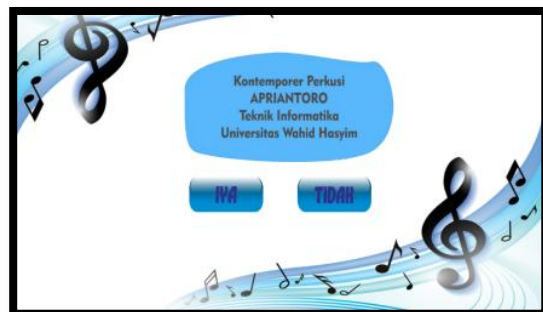 Kontemporer Perkusi
APRIANTORO
Teknik Informatika
Universitas Wahid Hasyim
IYA
TIDAK